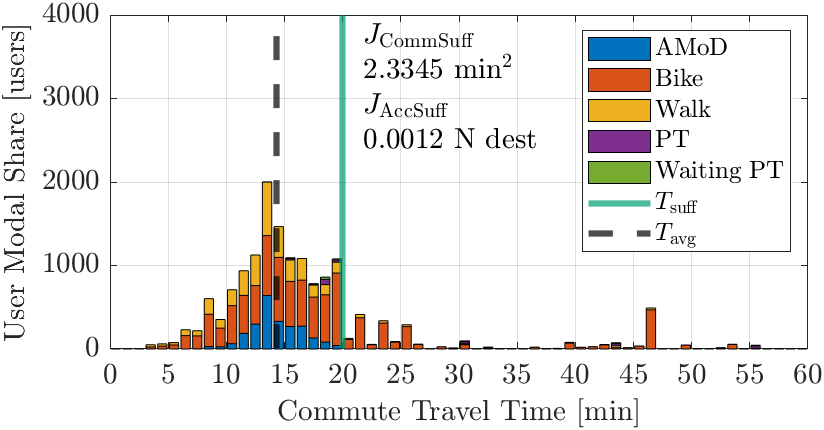 4000
3000
2000
1000
0
User Modal Share [users]
J_CommSuff
2.3345 min²
J_AccSuff
0.0012 N dest
AMoD
Bike
Walk
PT
Waiting PT
T_suff
T_avg
0 5 10 15 20 25 30 35 40 45 50 55 60
Commute Travel Time [min]